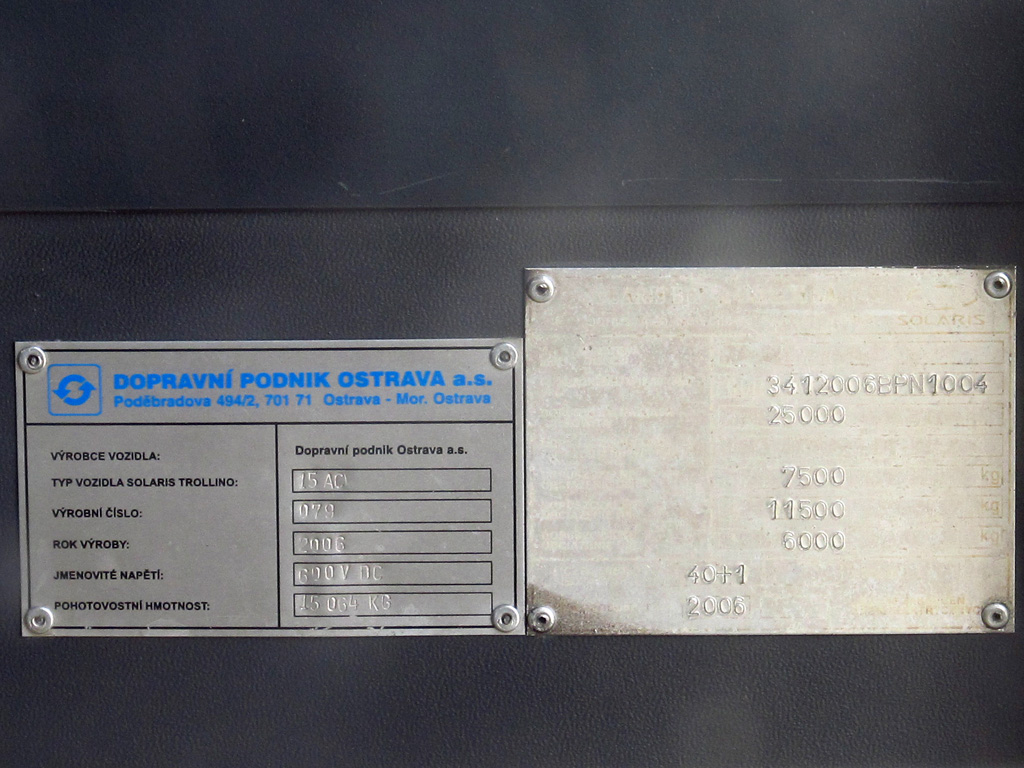 DOPRAVNÍ PODNIK OSTRAVA a.s.
Poděbradova 494/2, 701 71 Ostrava - Mor. Ostrava
VÝROBCE VOZIDLA: Dopravní podnik Ostrava a.s.
TYP VOZIDLA SOLARIS TROLLINO: 15 AC
VÝROBNÍ ČÍSLO: 079
ROK VÝROBY: 2006
JMENOVITÉ NAPĚTÍ: 600 V DC
POHOTOVOSTNÍ HMOTNOST: 15 064 KG
SOLARIS
3412006BPN1004
25000
7500 kg
11500 kg
6000 kg
40+1
2006